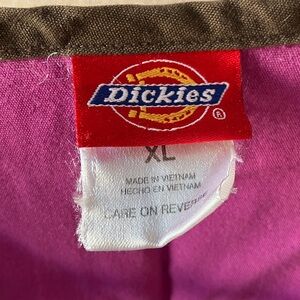 Dickies
®
XL
MADE IN VIETNAM
HECHO EN VIETNAM
CARE ON REVERSE